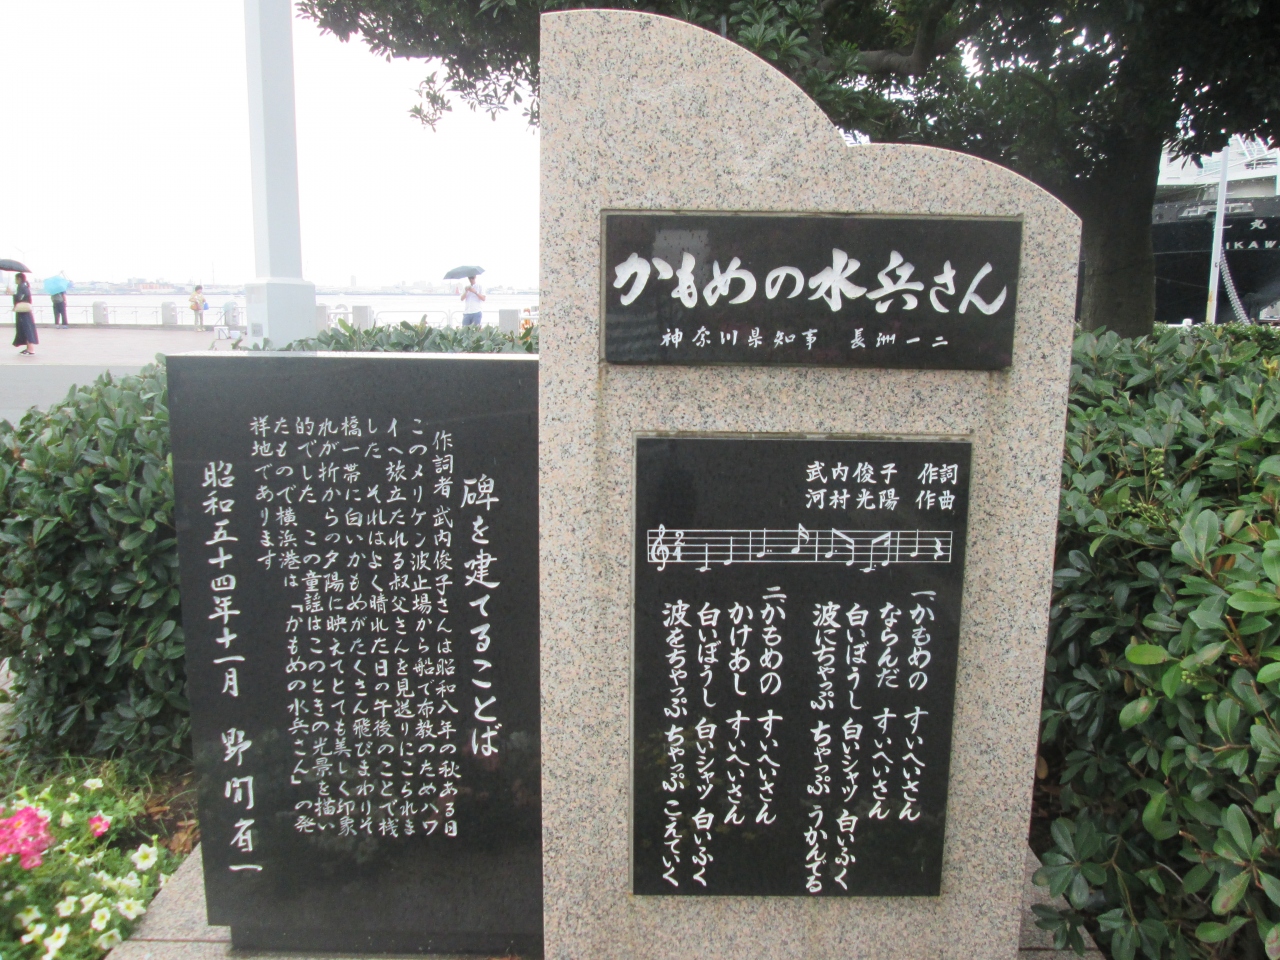 かもめの水兵さん
神奈川県知事 長洲一二
武内俊子 作詞
河村光陽 作曲
一、かもめの すいへいさん
ならんだ すいへいさん
白いぼうし 白いシャツ 白いふく
波にちゃっぷ ちゃっぷ うかんでる
二、かもめの すいへいさん
かけあし すいへいさん
白いぼうし 白いシャツ 白いふく
波をちゃっぷ ちゃっぷ こえていく
碑を建てることば
作詞者武内俊子さんは昭和八年の秋ある日
このメリケン波止場から船で布教のためハワ
イへ旅立たれる叔父さんを見送りにこられま
した それはよく晴れた日の午後のことで桟
橋一帯に白いかもめがたくさん飛びまわりそ
れが折からの夕陽に映えてとても美しく印象
的でした この童謡はこのときの光景を描い
たもので横浜港は「かもめの水兵さん」の発
祥地であります
昭和五十四年十一月 野間有一
丸
IKAW